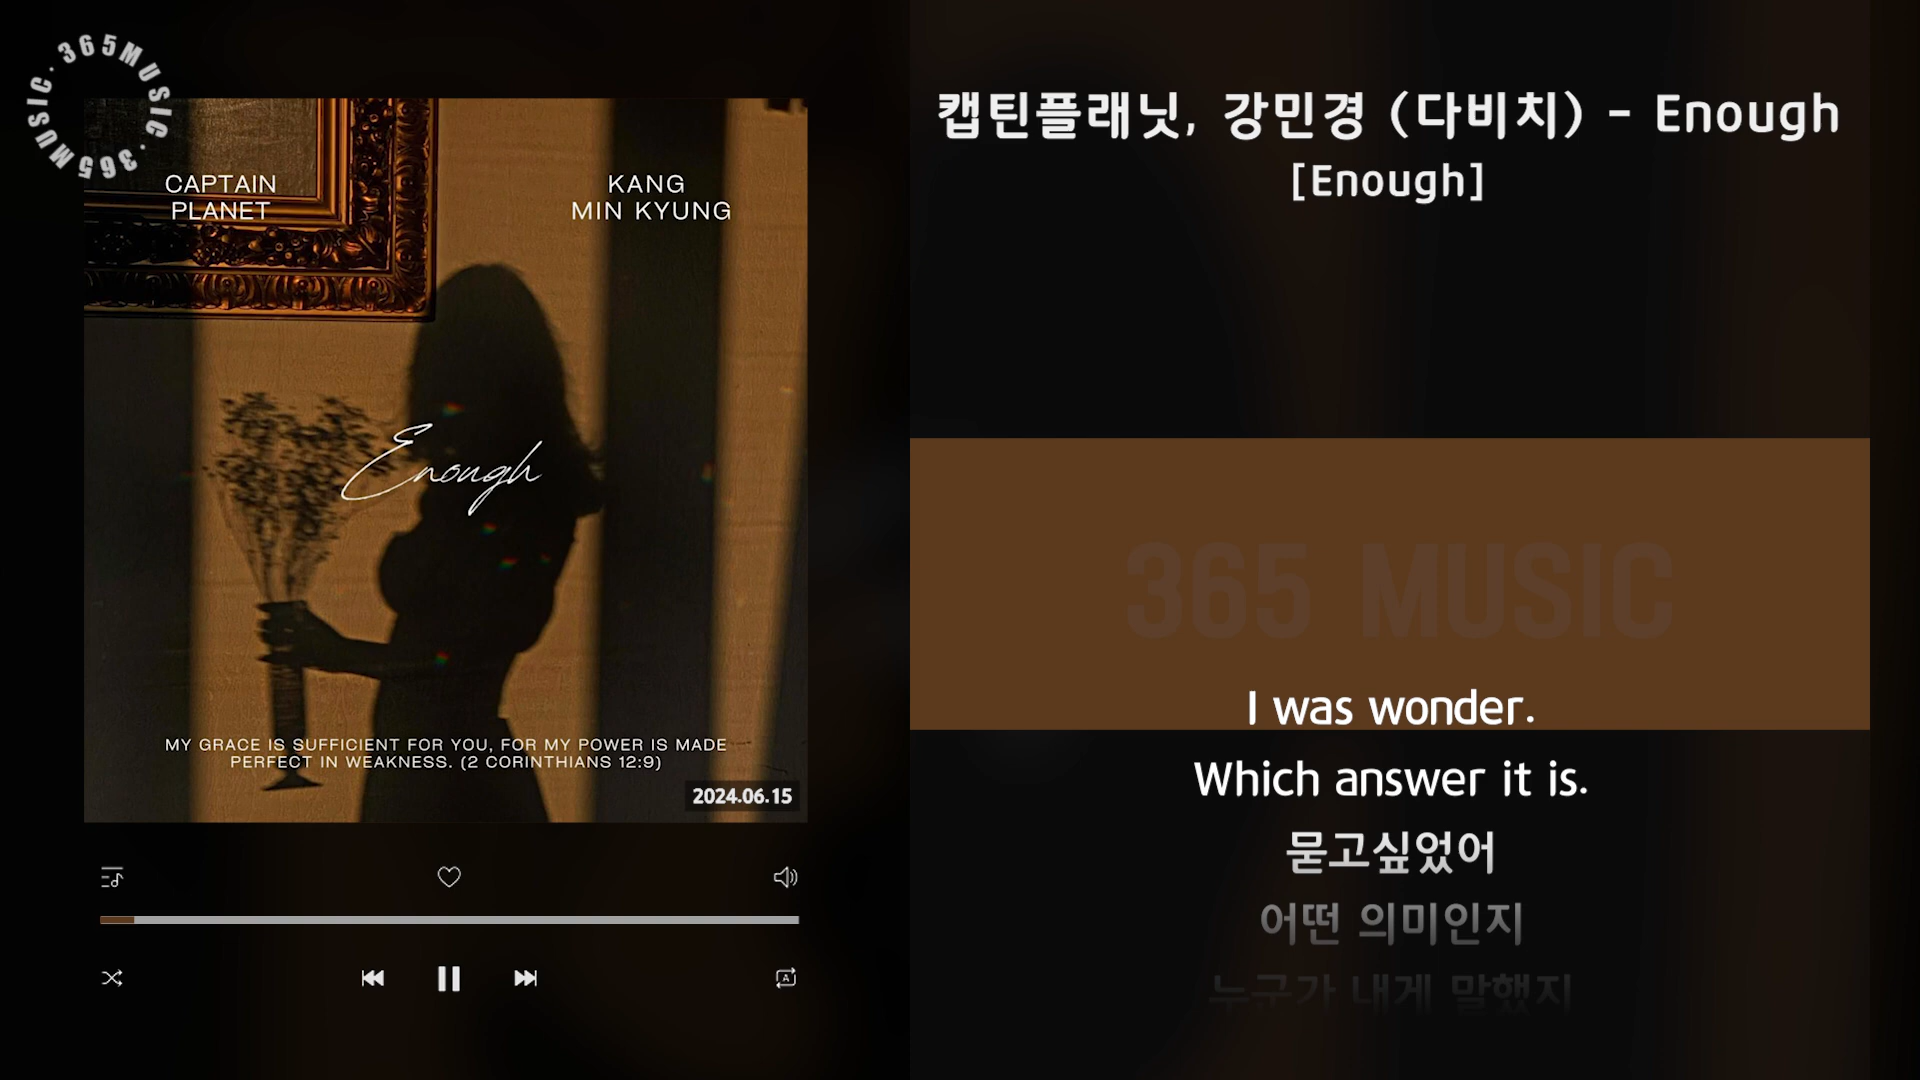 365MUSIC · 365MUSIC · 365MUSIC ·
CAPTAIN
PLANET
KANG
MIN KYUNG
Enough
MY GRACE IS SUFFICIENT FOR YOU, FOR MY POWER IS MADE
PERFECT IN WEAKNESS. (2 CORINTHIANS 12:9)
2024.06.15
A
캡틴플래닛, 강민경 (다비치) - Enough
[Enough]
365 MUSIC
I was wonder.
Which answer it is.
묻고싶었어
어떤 의미인지
누군가 내게 말했지